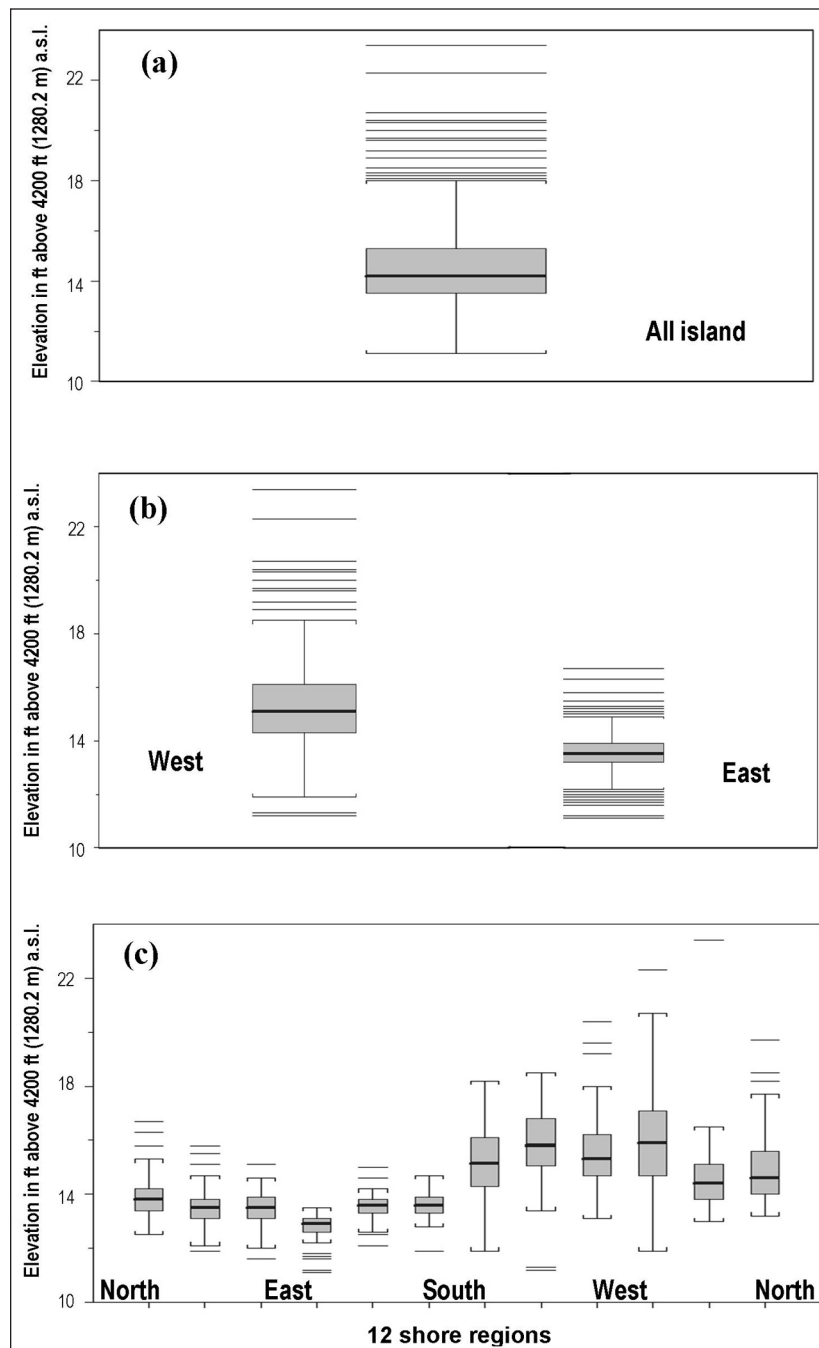 (a)
Elevation in ft above 4200 ft (1280.2 m) a.s.l.
22
18
14
10
All island
(b)
Elevation in ft above 4200 ft (1280.2 m) a.s.l.
22
18
14
10
West
East
(c)
Elevation in ft above 4200 ft (1280.2 m) a.s.l.
22
18
14
10
North East South West North
12 shore regions